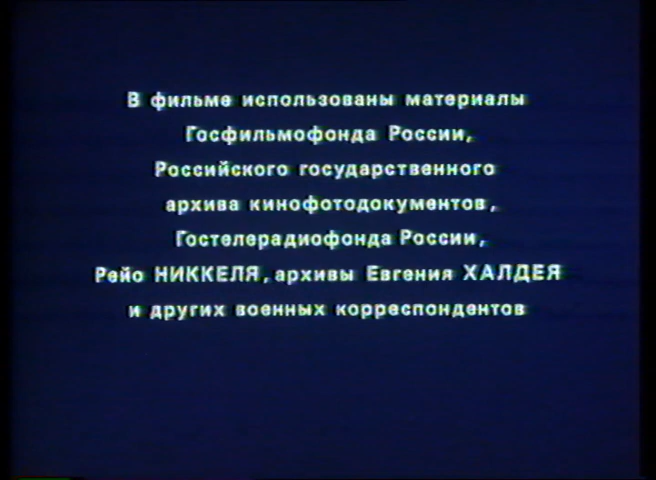 В фильме использованы материалы
Госфильмофонда России,
Российского государственного
архива кинофотодокументов,
Гостелерадиофонда России,
Рейо НИККЕЛЯ, архивы Евгения ХАЛДЕЯ
и других военных корреспондентов